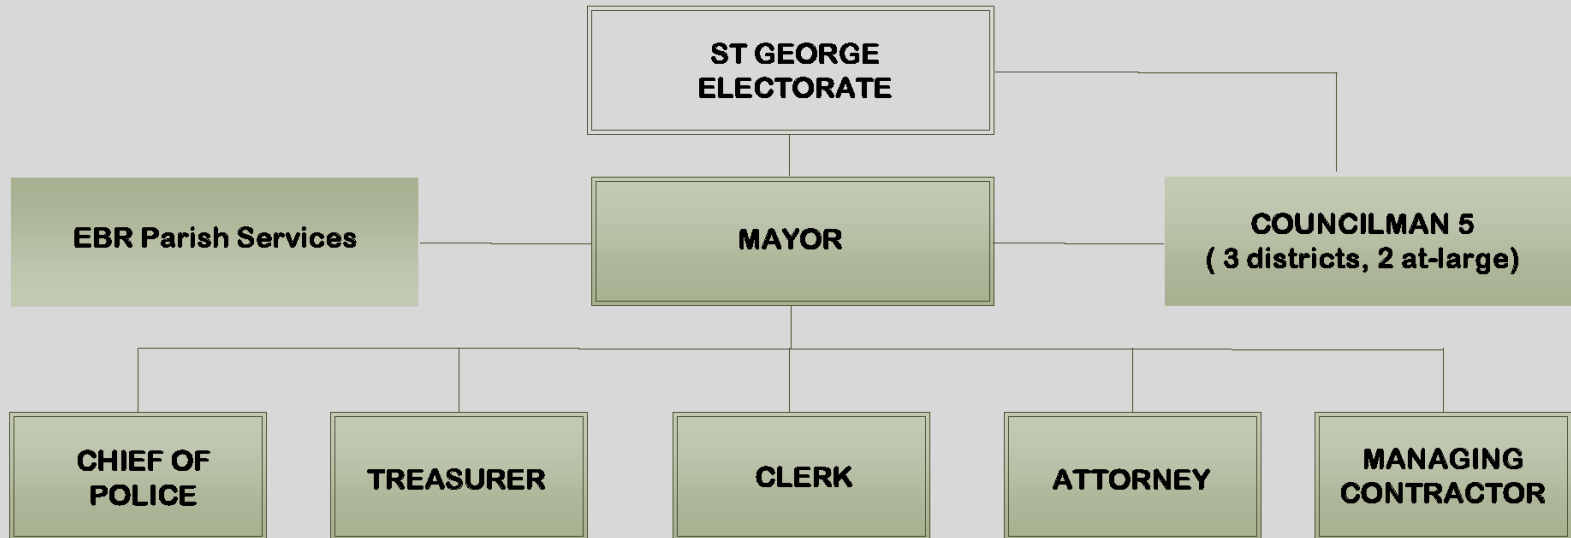 ST GEORGE
ELECTORATE
EBR Parish Services
MAYOR
COUNCILMAN 5
( 3 districts, 2 at-large)
CHIEF OF
POLICE
TREASURER
CLERK
ATTORNEY
MANAGING
CONTRACTOR